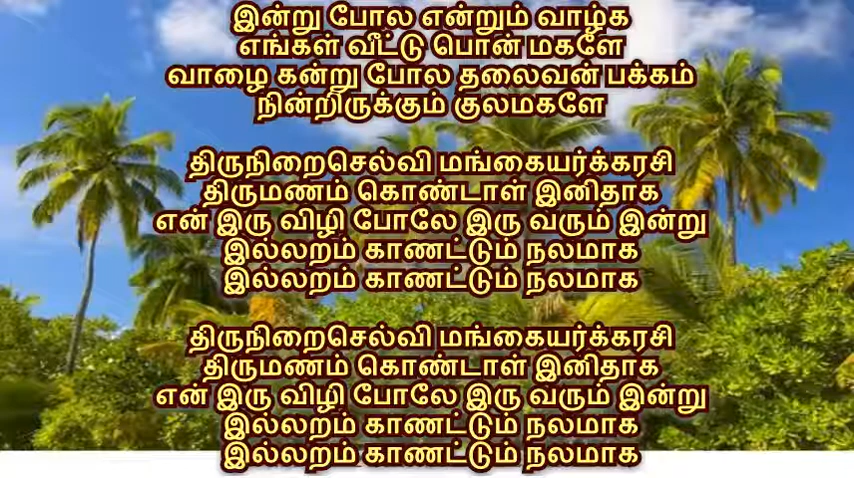 இன்று போல என்றும் வாழ்க
எங்கள் வீட்டு பொன் மகளே
வாழை கன்று போல தலைவன் பக்கம்
நின்றிருக்கும் குலமகளே
திருநிறைசெல்வி மங்கையர்க்கரசி
திருமணம் கொண்டாள் இனிதாக
என் இரு விழி போலே இரு வரும் இன்று
இல்லறம் காணட்டும் நலமாக
இல்லறம் காணட்டும் நலமாக
திருநிறைசெல்வி மங்கையர்க்கரசி
திருமணம் கொண்டாள் இனிதாக
என் இரு விழி போலே இரு வரும் இன்று
இல்லறம் காணட்டும் நலமாக
இல்லறம் காணட்டும் நலமாக